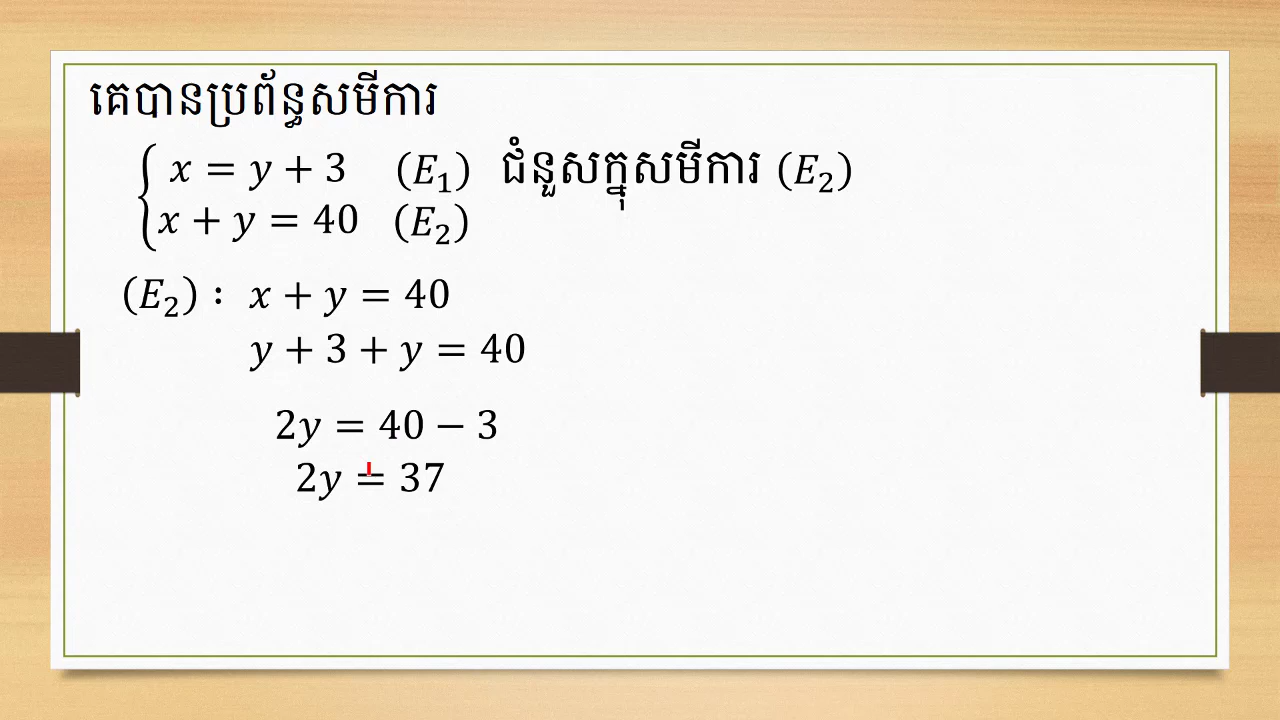 គេបានប្រព័ន្ធសមីការ
x = y + 3 (E₁) ជំនួសក្នុសមីការ (E₂)
x + y = 40 (E₂)
(E₂) : x + y = 40
y + 3 + y = 40
2y = 40 − 3
2y = 37